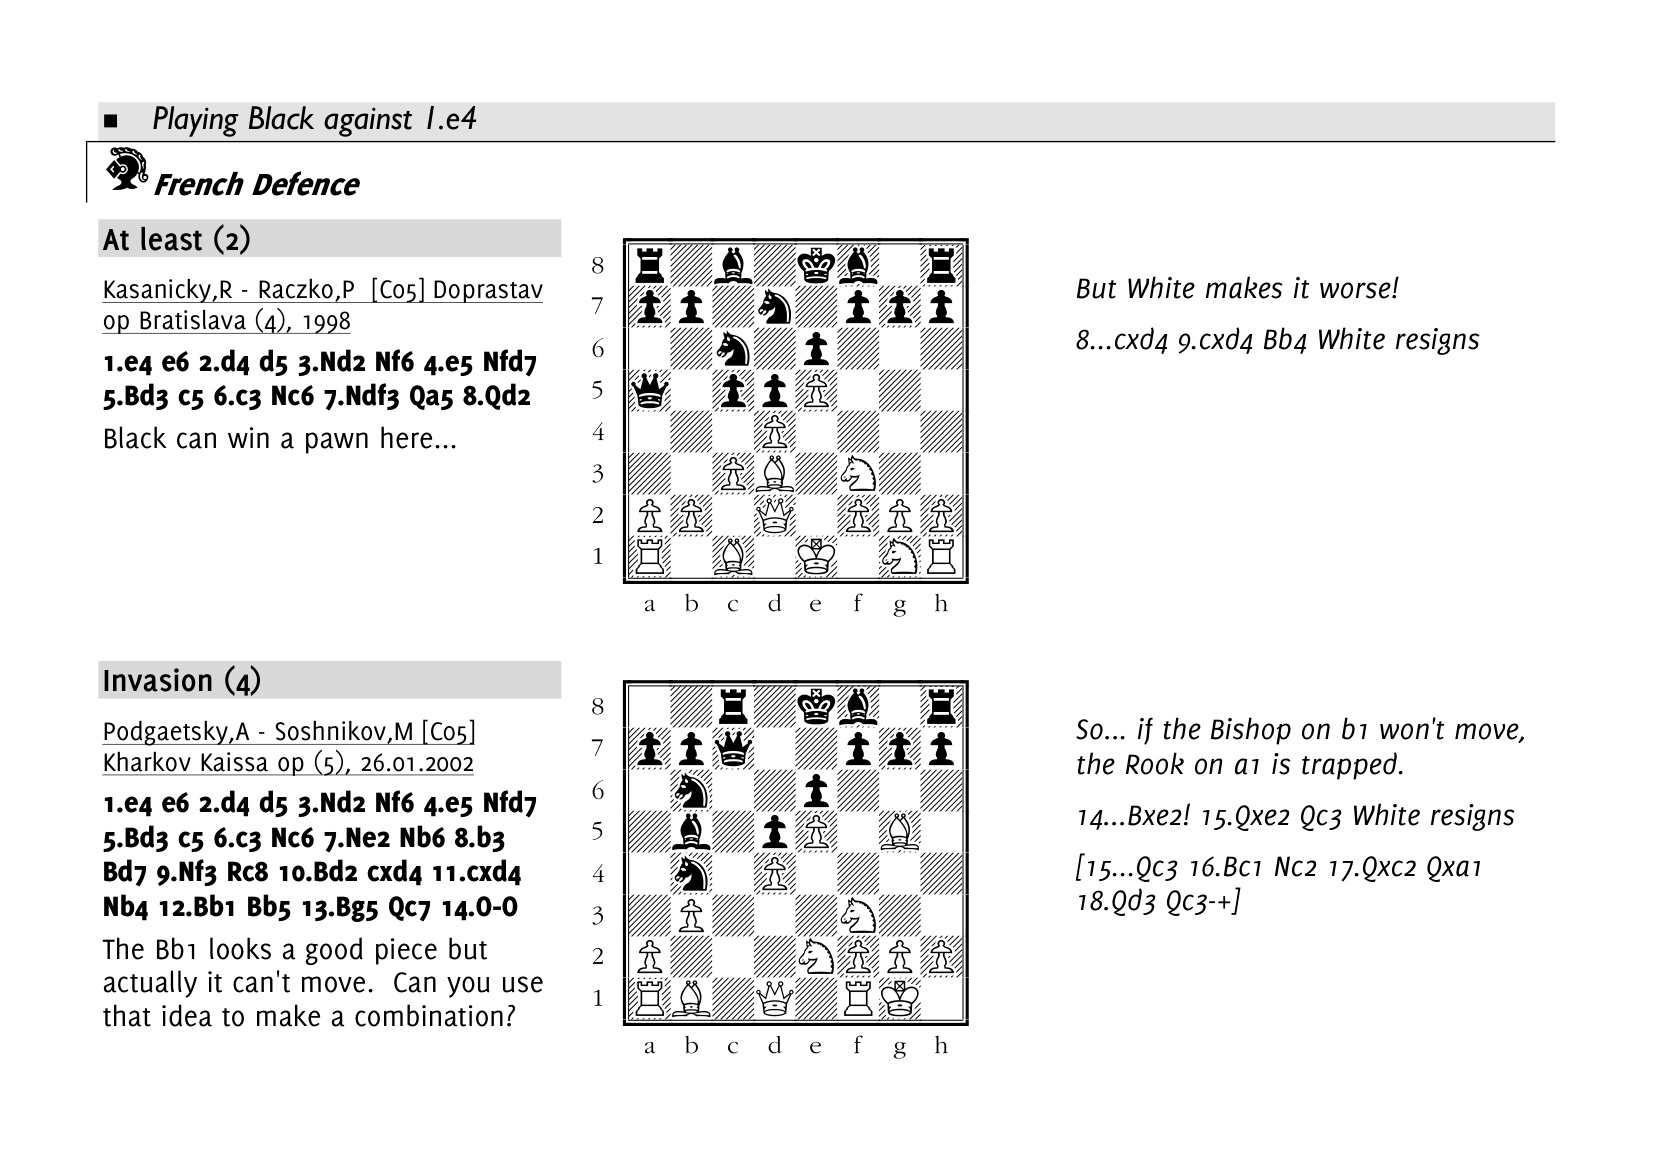 ■ Playing Black against 1.e4
French Defence
At least (2)
Kasanicky,R - Raczko,P [C05] Doprastav
op Bratislava (4), 1998
1.e4 e6 2.d4 d5 3.Nd2 Nf6 4.e5 Nfd7
5.Bd3 c5 6.c3 Nc6 7.Ndf3 Qa5 8.Qd2
Black can win a pawn here...
8
7
6
5
4
3
2
1
a b c d e f g h
But White makes it worse!
8...cxd4 9.cxd4 Bb4 White resigns
Invasion (4)
Podgaetsky,A - Soshnikov,M [C05]
Kharkov Kaissa op (5), 26.01.2002
1.e4 e6 2.d4 d5 3.Nd2 Nf6 4.e5 Nfd7
5.Bd3 c5 6.c3 Nc6 7.Ne2 Nb6 8.b3
Bd7 9.Nf3 Rc8 10.Bd2 cxd4 11.cxd4
Nb4 12.Bb1 Bb5 13.Bg5 Qc7 14.O-O
The Bb1 looks a good piece but
actually it can't move. Can you use
that idea to make a combination?
8
7
6
5
4
3
2
1
a b c d e f g h
So... if the Bishop on b1 won't move,
the Rook on a1 is trapped.
14...Bxe2! 15.Qxe2 Qc3 White resigns
[15...Qc3 16.Bc1 Nc2 17.Qxc2 Qxa1
18.Qd3 Qc3-+]